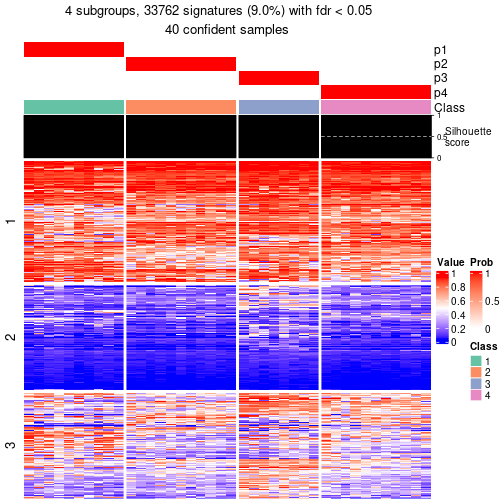 4 subgroups, 33762 signatures (9.0%) with fdr < 0.05
40 confident samples
p1
p2
p3
p4
Class
1
0.5
0
Silhouette
score
1
2
3
Value
1
0.8
0.6
0.4
0.2
0
Prob
1
0.5
0
Class
1
2
3
4